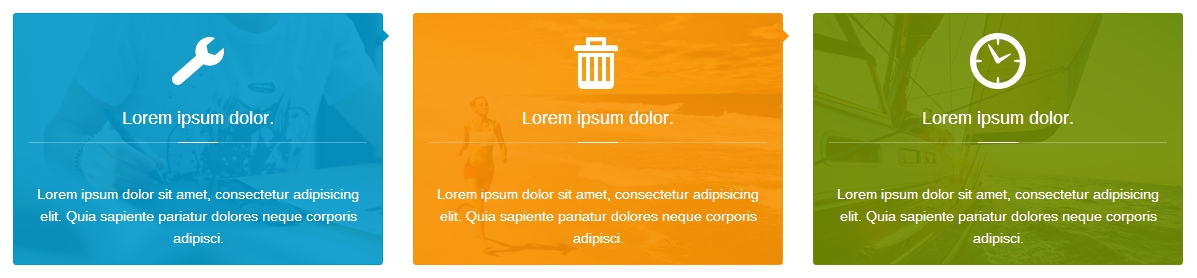 Lorem ipsum dolor.
Lorem ipsum dolor sit amet, consectetur adipisicing
elit. Quia sapiente pariatur dolores neque corporis
adipisci.
Lorem ipsum dolor.
Lorem ipsum dolor sit amet, consectetur adipisicing
elit. Quia sapiente pariatur dolores neque corporis
adipisci.
Lorem ipsum dolor.
Lorem ipsum dolor sit amet, consectetur adipisicing
elit. Quia sapiente pariatur dolores neque corporis
adipisci.